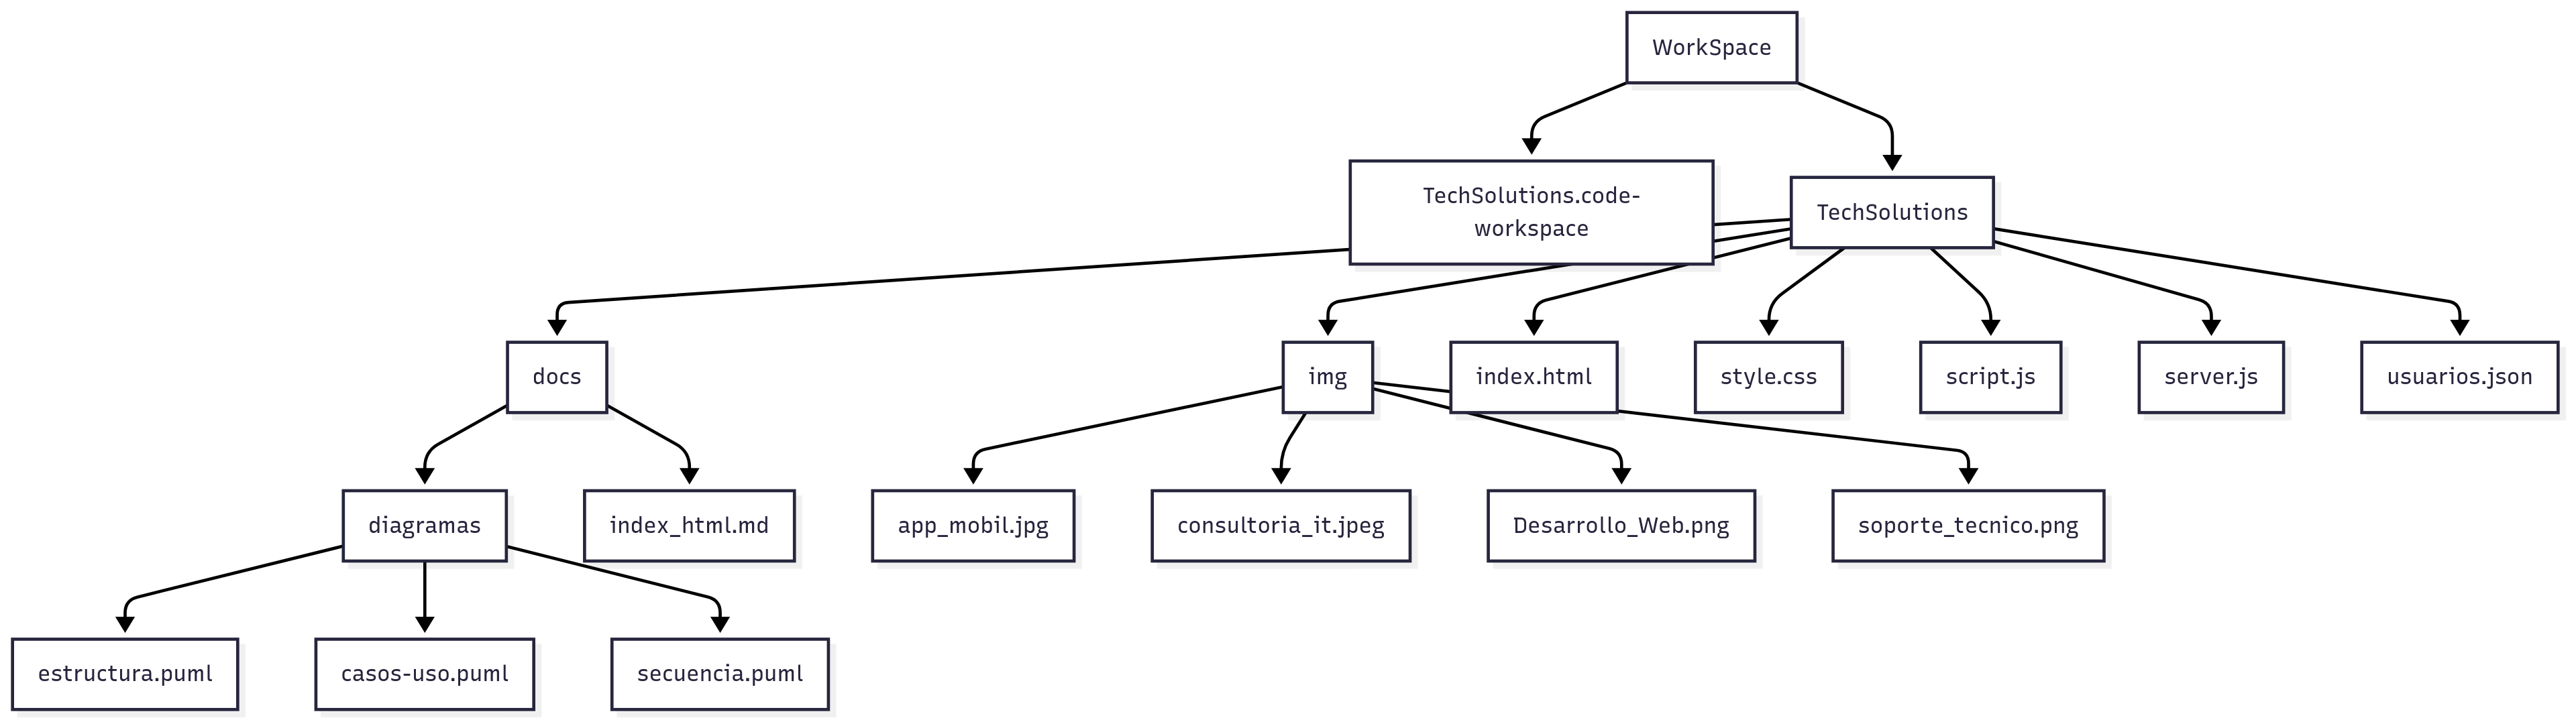 WorkSpace
TechSolutions.code-
workspace
TechSolutions
docs
img
index.html
style.css
script.js
server.js
usuarios.json
diagramas
index_html.md
app_mobil.jpg
consultoria_it.jpeg
Desarrollo_Web.png
soporte_tecnico.png
estructura.puml
casos-uso.puml
secuencia.puml